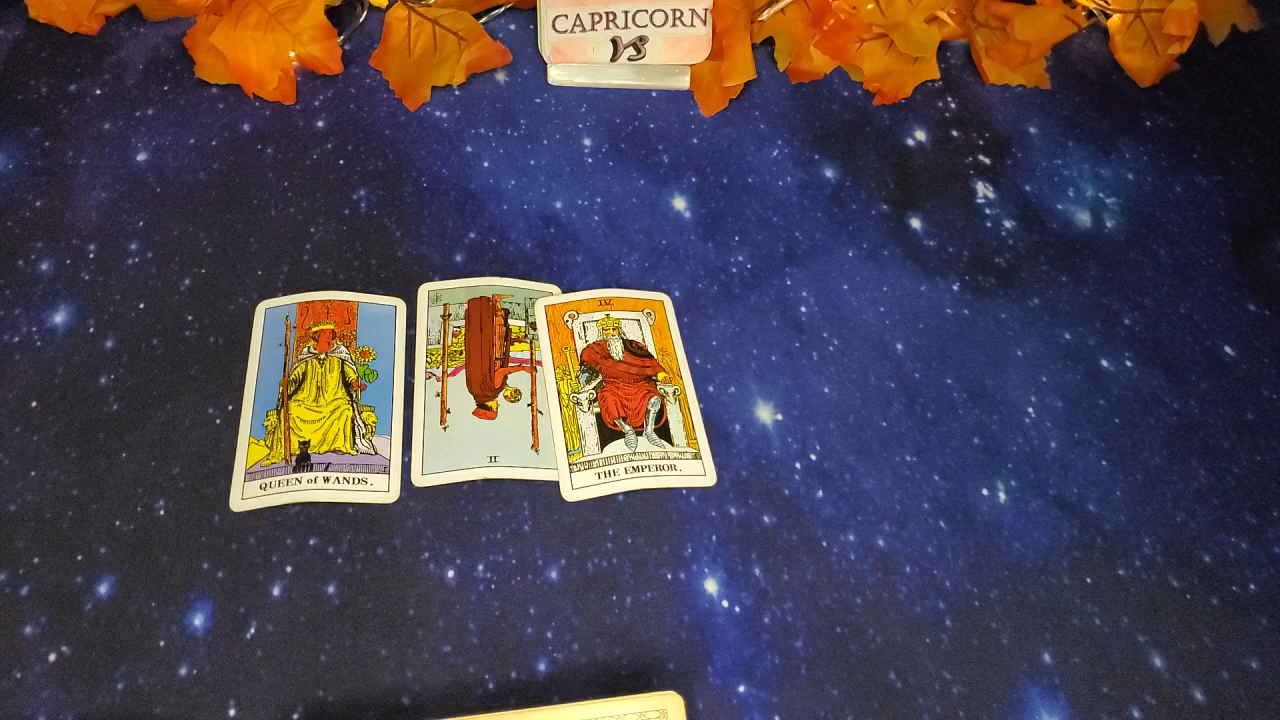 CAPRICORN
♑
QUEEN of WANDS.
II
IV
THE EMPEROR.